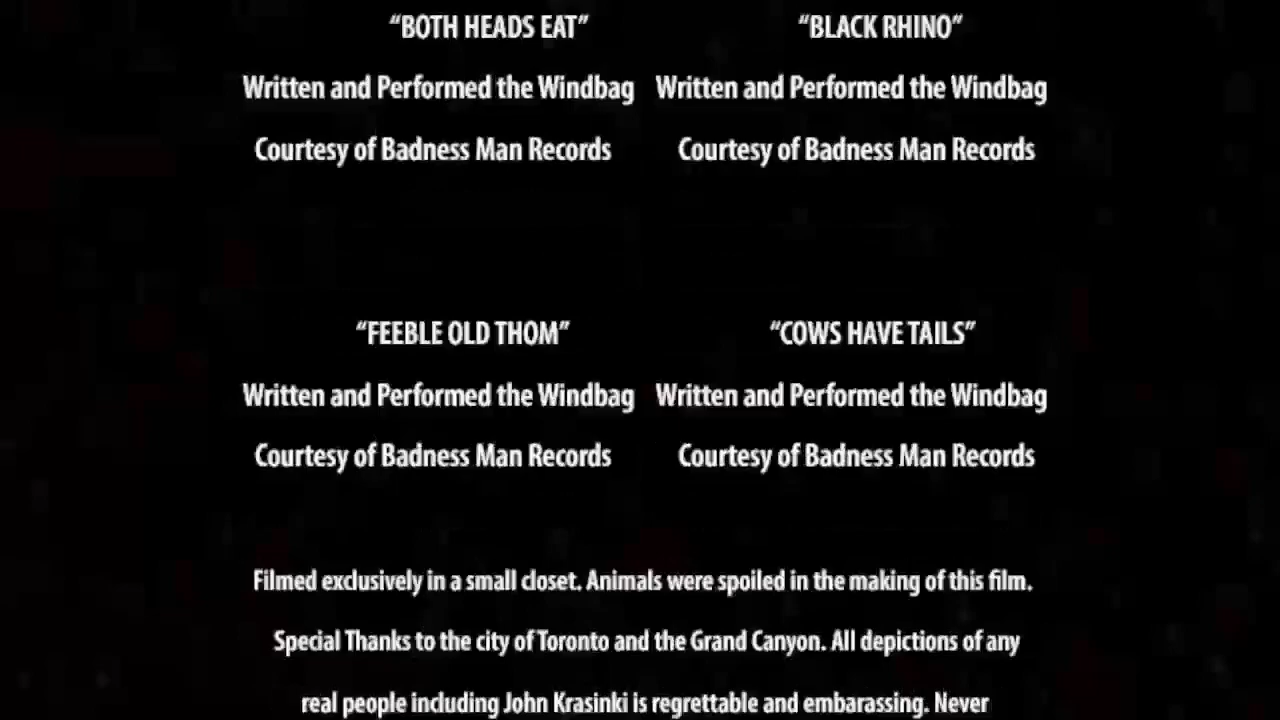 “BOTH HEADS EAT”
“BLACK RHINO”
Written and Performed the Windbag
Written and Performed the Windbag
Courtesy of Badness Man Records
Courtesy of Badness Man Records
“FEEBLE OLD THOM”
“COWS HAVE TAILS”
Written and Performed the Windbag
Written and Performed the Windbag
Courtesy of Badness Man Records
Courtesy of Badness Man Records
Filmed exclusively in a small closet. Animals were spoiled in the making of this film.
Special Thanks to the city of Toronto and the Grand Canyon. All depictions of any
real people including John Krasinki is regrettable and embarassing. Never